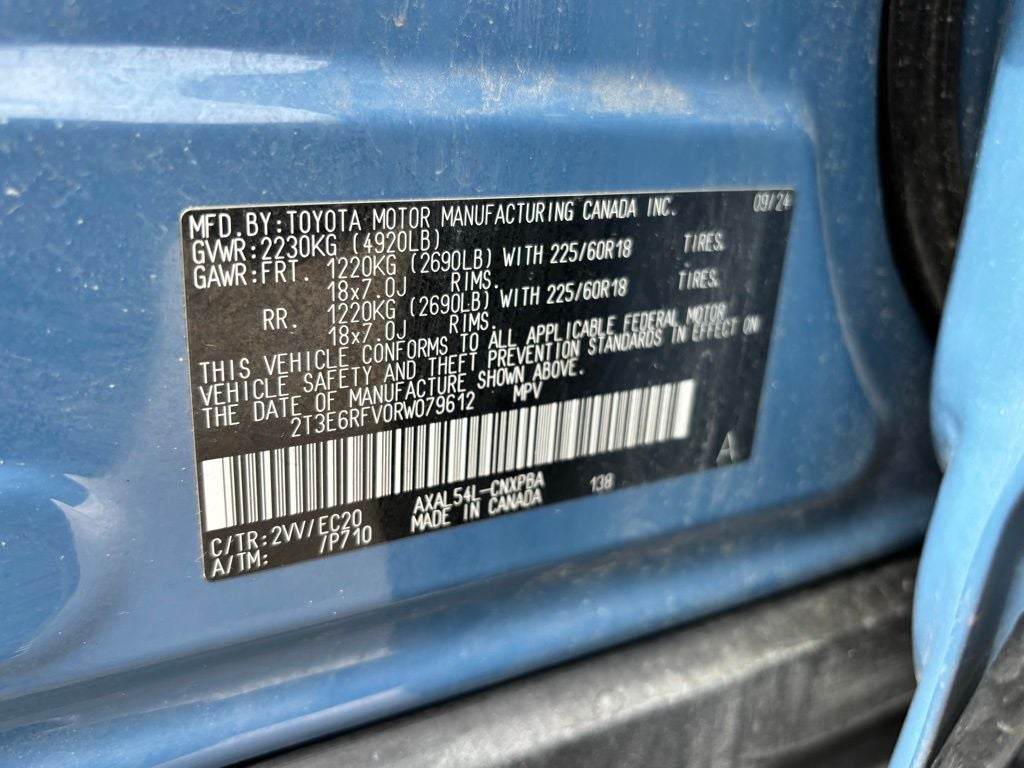 MFD. BY: TOYOTA MOTOR MANUFACTURING CANADA INC. 09/24
GVWR: 2230KG (4920LB)
GAWR: FRT. 1220KG (2690LB) WITH 225/60R18 TIRES.
18x7.0J RIMS.
RR. 1220KG (2690LB) WITH 225/60R18 TIRES.
18x7.0J RIMS.
THIS VEHICLE CONFORMS TO ALL APPLICABLE FEDERAL MOTOR
VEHICLE SAFETY AND THEFT PREVENTION STANDARDS IN EFFECT ON
THE DATE OF MANUFACTURE SHOWN ABOVE.
2T3E6RFV0RW079612 MPV
A
C/TR: 2VV/EC20 AXAL54L-CNXPBA 138
A/TM: /P710 MADE IN CANADA